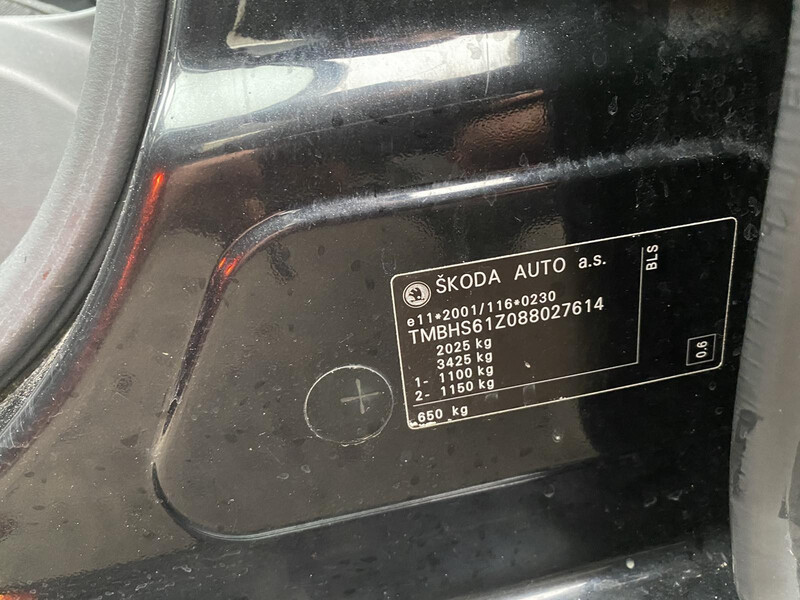 ŠKODA AUTO a.s.
e11*2001/116*0230
TMBHS61Z088027614
2025 kg
3425 kg
1- 1100 kg
2- 1150 kg
650 kg
BLS
0.6